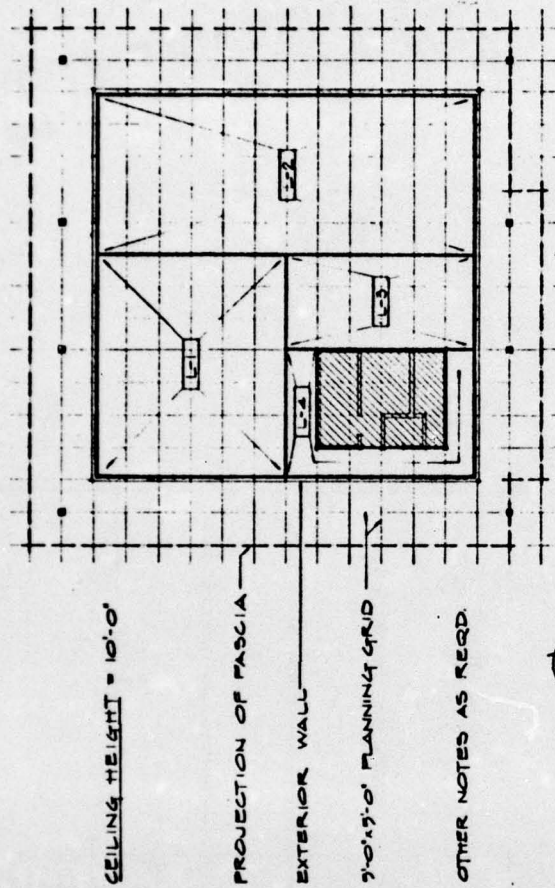 CEILING HEIGHT = 10'-0"
PROJECTION OF FASCIA
EXTERIOR WALL
5'-0"x5'-0" PLANNING GRID
OTHER NOTES AS REQD.
L-1
L-2
L-3
L-4